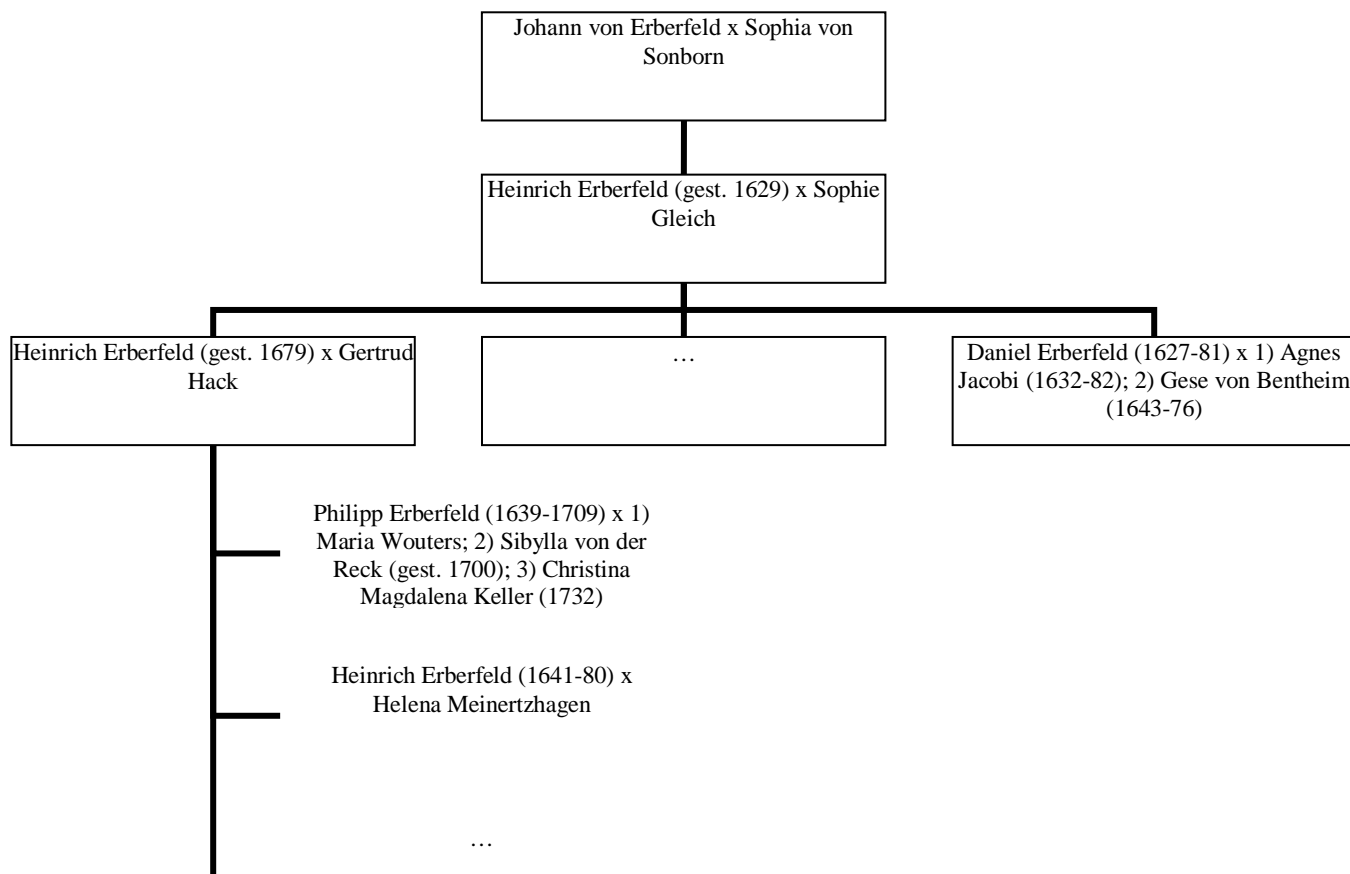 Johann von Erberfeld x Sophia von
Sonborn
Heinrich Erberfeld (gest. 1629) x Sophie
Gleich
Heinrich Erberfeld (gest. 1679) x Gertrud
Hack
…
Daniel Erberfeld (1627-81) x 1) Agnes
Jacobi (1632-82); 2) Gese von Bentheim
(1643-76)
Philipp Erberfeld (1639-1709) x 1)
Maria Wouters; 2) Sibylla von der
Reck (gest. 1700); 3) Christina
Magdalena Keller (1732)
Heinrich Erberfeld (1641-80) x
Helena Meinertzhagen
…